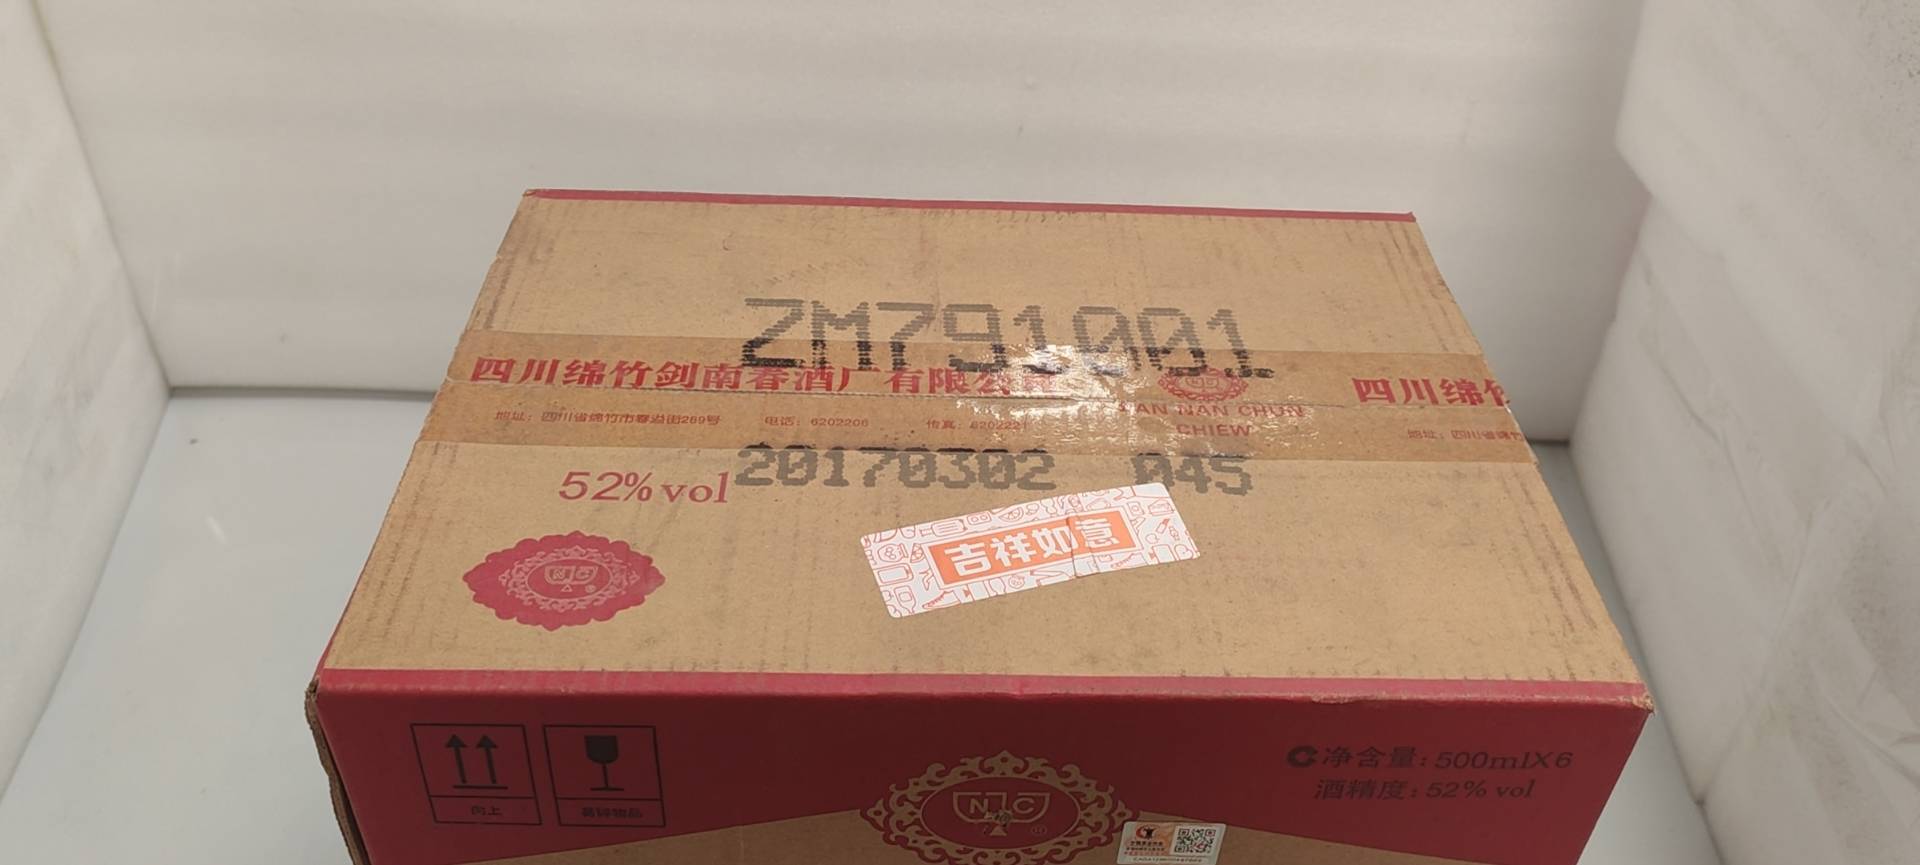 ZM791001
四川绵竹剑南春酒厂有限公司
四川绵竹
地址：四川省绵竹市春溢街289号
电话：6202206
传真：6202221
NAN CHUN
CHIEW
地址：四川省绵竹
20170302 045
52%vol
吉祥如意
NC
®
净含量:500mlX6
酒精度:52% vol
向上
易碎物品
NC
®